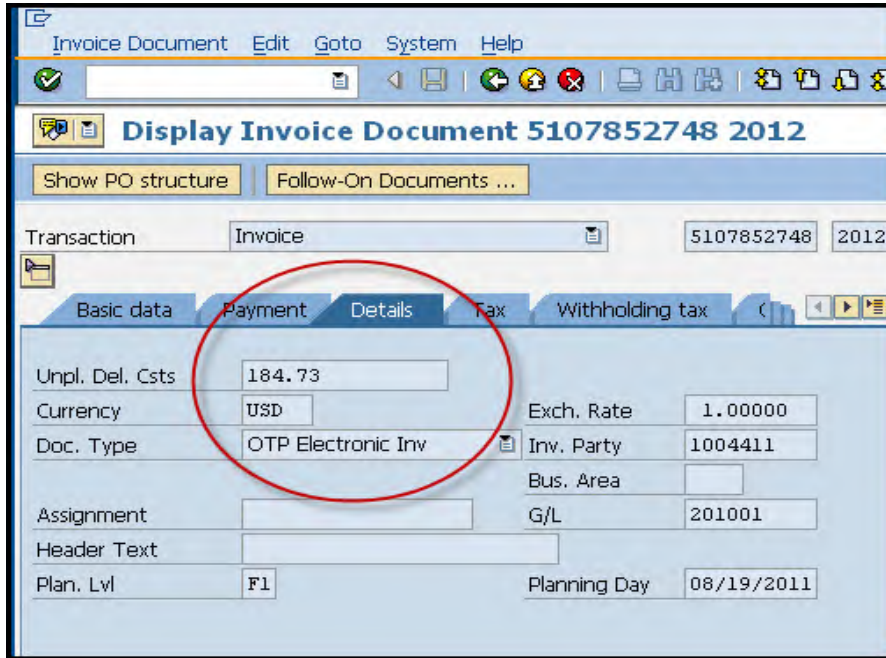 Invoice Document Edit Goto System Help
Display Invoice Document 5107852748 2012
Show PO structure Follow-On Documents ...
Transaction Invoice 5107852748 2012
Basic data Payment Details Tax Withholding tax
Unpl. Del. Csts 184.73
Currency USD Exch. Rate 1.00000
Doc. Type OTP Electronic Inv Inv. Party 1004411
Bus. Area
Assignment G/L 201001
Header Text
Plan. Lvl F1 Planning Day 08/19/2011